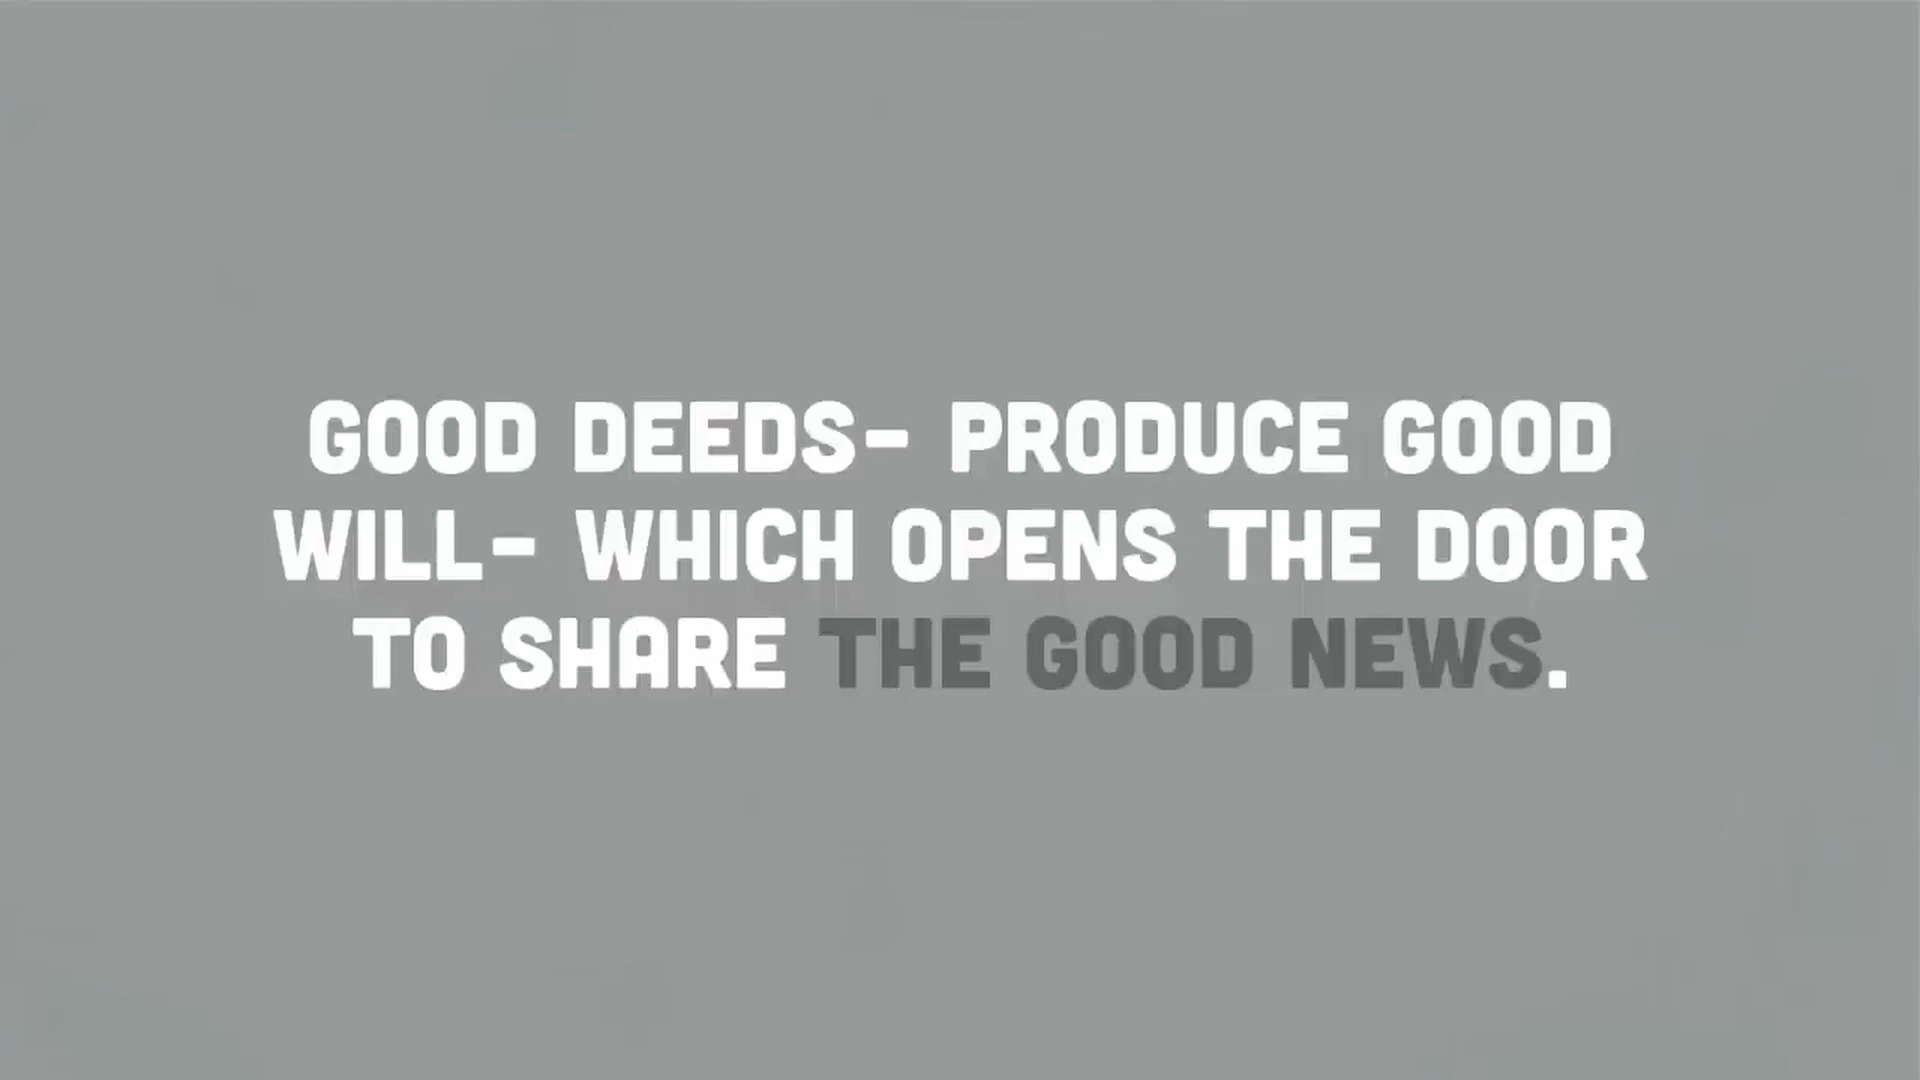 GOOD DEEDS- PRODUCE GOOD
WILL- WHICH OPENS THE DOOR
TO SHARE THE GOOD NEWS.